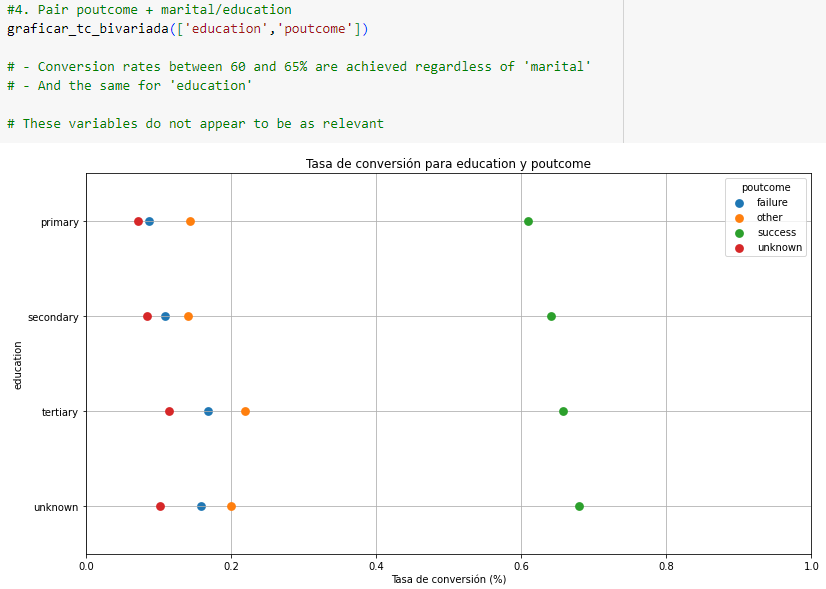 #4. Pair poutcome + marital/education
graficar_tc_bivariada(['education','poutcome'])
# - Conversion rates between 60 and 65% are achieved regardless of 'marital'
# - And the same for 'education'
# These variables do not appear to be as relevant
Tasa de conversión para education y poutcome
poutcome
failure
other
success
unknown
primary
secondary
tertiary
unknown
education
0.0 0.2 0.4 0.6 0.8 1.0
Tasa de conversión (%)